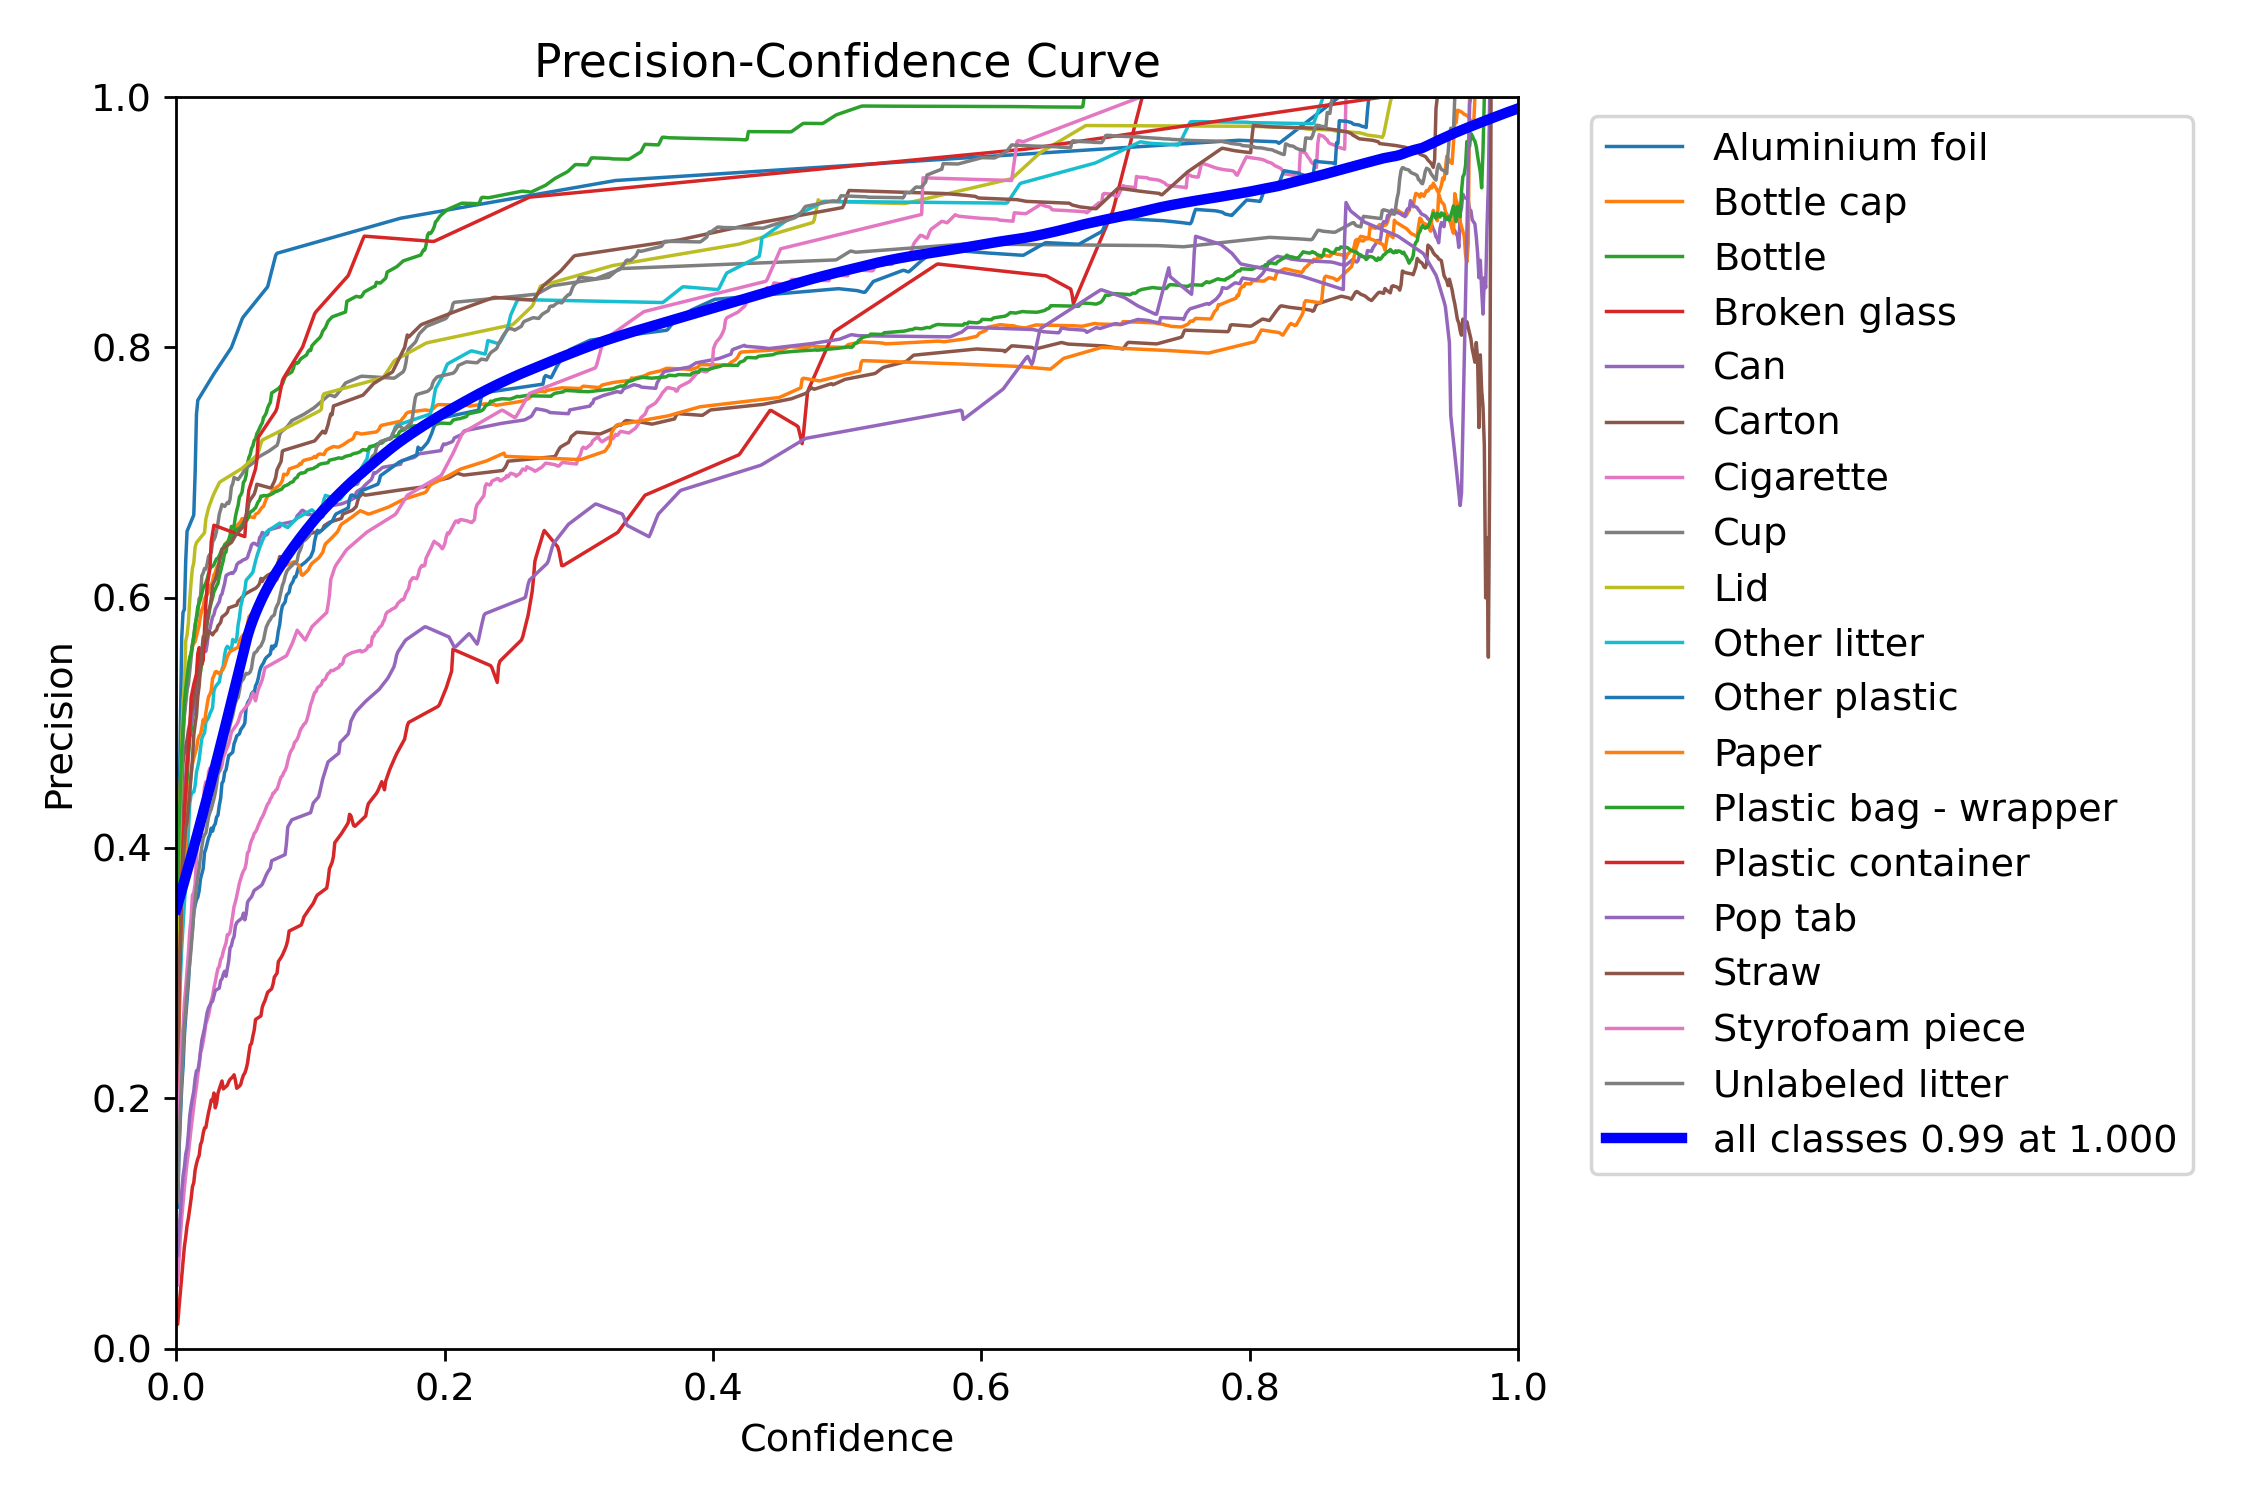 Precision-Confidence Curve
1.0
0.8
0.6
0.4
0.2
0.0
Precision
0.0 0.2 0.4 0.6 0.8 1.0
Confidence
Aluminium foil
Bottle cap
Bottle
Broken glass
Can
Carton
Cigarette
Cup
Lid
Other litter
Other plastic
Paper
Plastic bag - wrapper
Plastic container
Pop tab
Straw
Styrofoam piece
Unlabeled litter
all classes 0.99 at 1.000